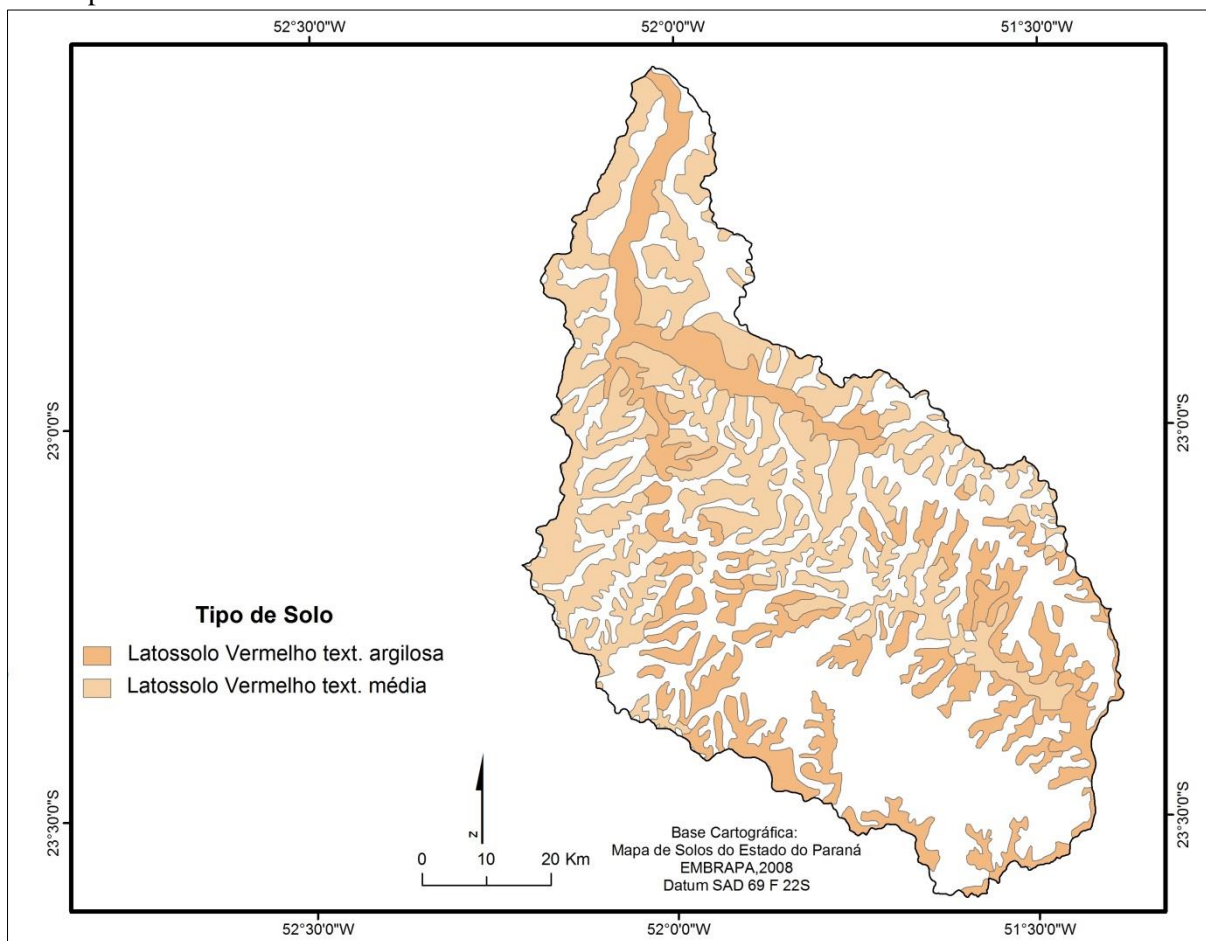 52°30'0"W
52°0'0"W
51°30'0"W
23°0'0"S
23°0'0"S
Tipo de Solo
Latossolo Vermelho text. argilosa
Latossolo Vermelho text. média
z
0 10 20 Km
Base Cartográfica:
Mapa de Solos do Estado do Paraná
EMBRAPA,2008
Datum SAD 69 F 22S
23°30'0"S
23°30'0"S
52°30'0"W
52°0'0"W
51°30'0"W